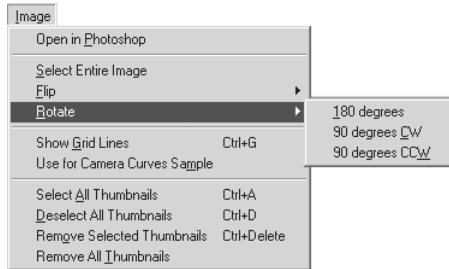 Image
Open in Photoshop
Select Entire Image
Flip
Rotate
180 degrees
90 degrees CW
90 degrees CCW
Show Grid Lines Ctrl+G
Use for Camera Curves Sample
Select All Thumbnails Ctrl+A
Deselect All Thumbnails Ctrl+D
Remove Selected Thumbnails Ctrl+Delete
Remove All Thumbnails